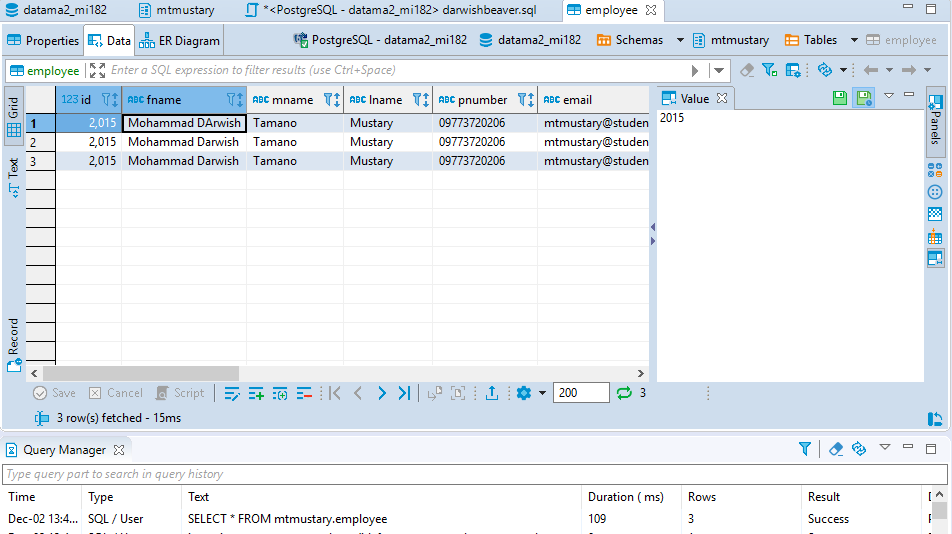 datama2_mi182 mtmustary *<PostgreSQL - datama2_mi182> darwishbeaver.sql employee
Properties Data ER Diagram PostgreSQL - datama2_mi182 datama2_mi182 Schemas mtmustary Tables employee
employee Enter a SQL expression to filter results (use Ctrl+Space)
Grid
Text
Record
123 id ABC fname ABC mname ABC lname ABC pnumber ABC email
1 2,015 Mohammad DArwish Tamano Mustary 09773720206 mtmustary@studen
2 2,015 Mohammad Darwish Tamano Mustary 09773720206 mtmustary@studen
3 2,015 Mohammad Darwish Tamano Mustary 09773720206 mtmustary@studen
Value
2015
Panels
Save Cancel Script 200 3
3 row(s) fetched - 15ms
Query Manager
Type query part to search in query history
Time Type Text Duration ( ms) Rows Result
Dec-02 13:4... SQL / User SELECT * FROM mtmustary.employee 109 3 Success